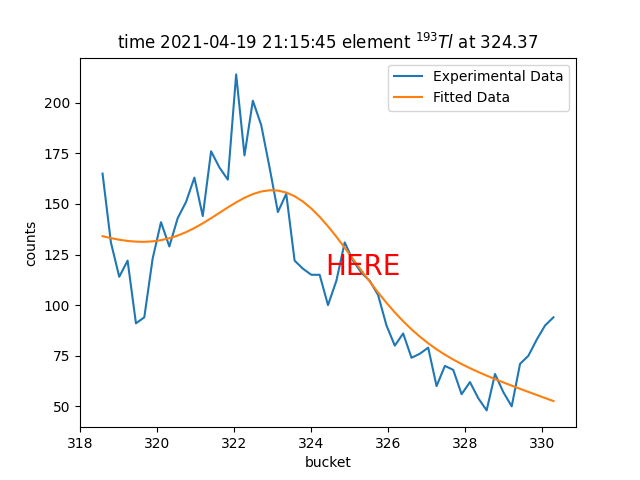 time 2021-04-19 21:15:45 element ¹⁹³Tl at 324.37
Experimental Data
Fitted Data
HERE
counts
200
175
150
125
100
75
50
318 320 322 324 326 328 330
bucket